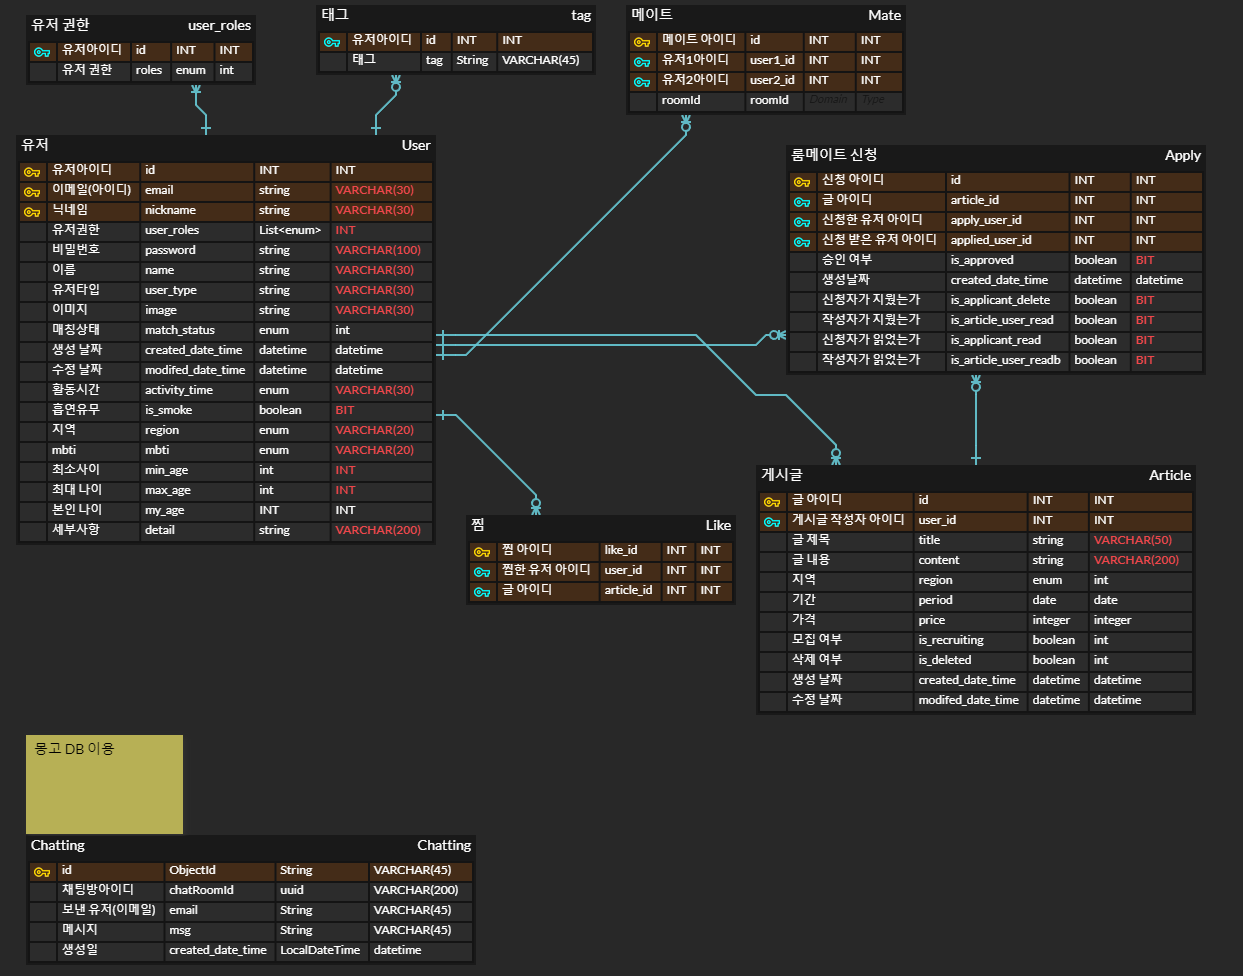 유저 권한 user_roles
유저아이디 id INT INT
유저 권한 roles enum int
태그 tag
유저아이디 id INT INT
태그 tag String VARCHAR(45)
메이트 Mate
메이트 아이디 id INT INT
유저1아이디 user1_id INT INT
유저2아이디 user2_id INT INT
roomId roomId Domain Type
유저 User
유저아이디 id INT INT
이메일(아이디) email string VARCHAR(30)
닉네임 nickname string VARCHAR(30)
유저권한 user_roles List<enum> INT
비밀번호 password string VARCHAR(100)
이름 name string VARCHAR(30)
유저타입 user_type string VARCHAR(30)
이미지 image string VARCHAR(30)
매칭상태 match_status enum int
생성 날짜 created_date_time datetime datetime
수정 날짜 modifed_date_time datetime datetime
활동시간 activity_time enum VARCHAR(30)
흡연유무 is_smoke boolean BIT
지역 region enum VARCHAR(20)
mbti mbti enum VARCHAR(20)
최소사이 min_age int INT
최대 나이 max_age int INT
본인 나이 my_age INT INT
세부사항 detail string VARCHAR(200)
룸메이트 신청 Apply
신청 아이디 id INT INT
글 아이디 article_id INT INT
신청한 유저 아이디 apply_user_id INT INT
신청 받은 유저 아이디 applied_user_id INT INT
승인 여부 is_approved boolean BIT
생성날짜 created_date_time datetime datetime
신청자가 지웠는가 is_applicant_delete boolean BIT
작성자가 지웠는가 is_article_user_read boolean BIT
신청자가 읽었는가 is_applicant_read boolean BIT
작성자가 읽었는가 is_article_user_readb boolean BIT
찜 Like
찜 아이디 like_id INT INT
찜한 유저 아이디 user_id INT INT
글 아이디 article_id INT INT
게시글 Article
글 아이디 id INT INT
게시글 작성자 아이디 user_id INT INT
글 제목 title string VARCHAR(50)
글 내용 content string VARCHAR(200)
지역 region enum int
기간 period date date
가격 price integer integer
모집 여부 is_recruiting boolean int
삭제 여부 is_deleted boolean int
생성 날짜 created_date_time datetime datetime
수정 날짜 modifed_date_time datetime datetime
몽고 DB 이용
Chatting Chatting
id ObjectId String VARCHAR(45)
채팅방아이디 chatRoomId uuid VARCHAR(200)
보낸 유저(이메일) email String VARCHAR(45)
메시지 msg String VARCHAR(45)
생성일 created_date_time LocalDateTime datetime